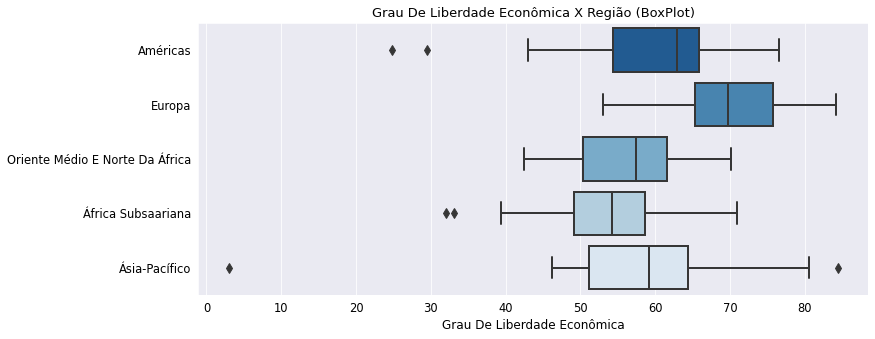 Grau De Liberdade Econômica X Região (BoxPlot)
Américas
Europa
Oriente Médio E Norte Da África
África Subsaariana
Ásia-Pacífico
0 10 20 30 40 50 60 70 80
Grau De Liberdade Econômica